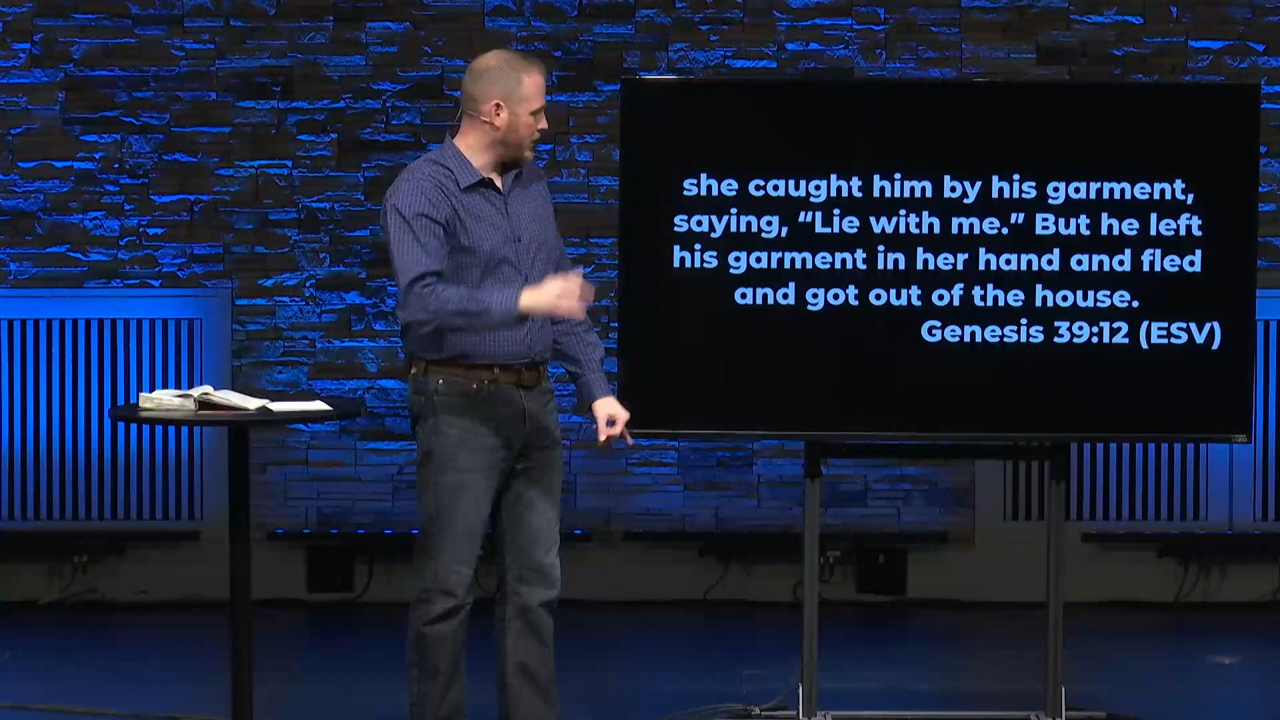 she caught him by his garment,
saying, “Lie with me.” But he left
his garment in her hand and fled
and got out of the house.
Genesis 39:12 (ESV)
VIZIO